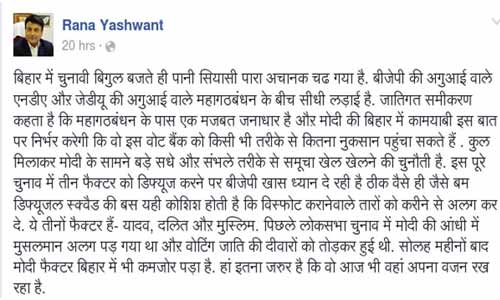 Rana Yashwant
20 hrs ·
बिहार में चुनावी बिगुल बजते ही पानी सियासी पारा अचानक चढ गया है. बीजेपी की अगुआई वाले
एनडीए औऱ जेडीयू की अगुआई वाले महागठबंधन के बीच सीधी लड़ाई है. जातिगत समीकरण
कहता है कि महागठबंधन के पास एक मजबत जनाधार है औऱ मोदी की बिहार में कामयाबी इस बात
पर निर्भर करेगी कि वो इस वोट बैंक को किसी भी तरीके से कितना नुकसान पहुंचा सकते हैं . कुल
मिलाकर मोदी के सामने बड़े सधे और संभले तरीके से समूचा खेल खेलने की चुनौती है. इस पूरे
चुनाव में तीन फैक्टर को डिफ्यूज करने पर बीजेपी खास ध्यान दे रही है ठीक वैसे ही जैसे बम
डिफ्यूजल स्क्वैड की बस यही कोशिश होती है कि विस्फोट करानेवाले तारों को करीने से अलग कर
दे. ये तीनों फैक्टर हैं- यादव, दलित औऱ मुस्लिम. पिछले लोकसभा चुनाव में मोदी की आंधी में
मुसलमान अलग पड़ गया था और वोटिंग जाति की दीवारों को तोड़कर हुई थी. सोलह महीनों बाद
मोदी फैक्टर बिहार में भी कमजोर पड़ा है. हां इतना जरुर है कि वो आज भी वहां अपना वजन रख
रहा है.